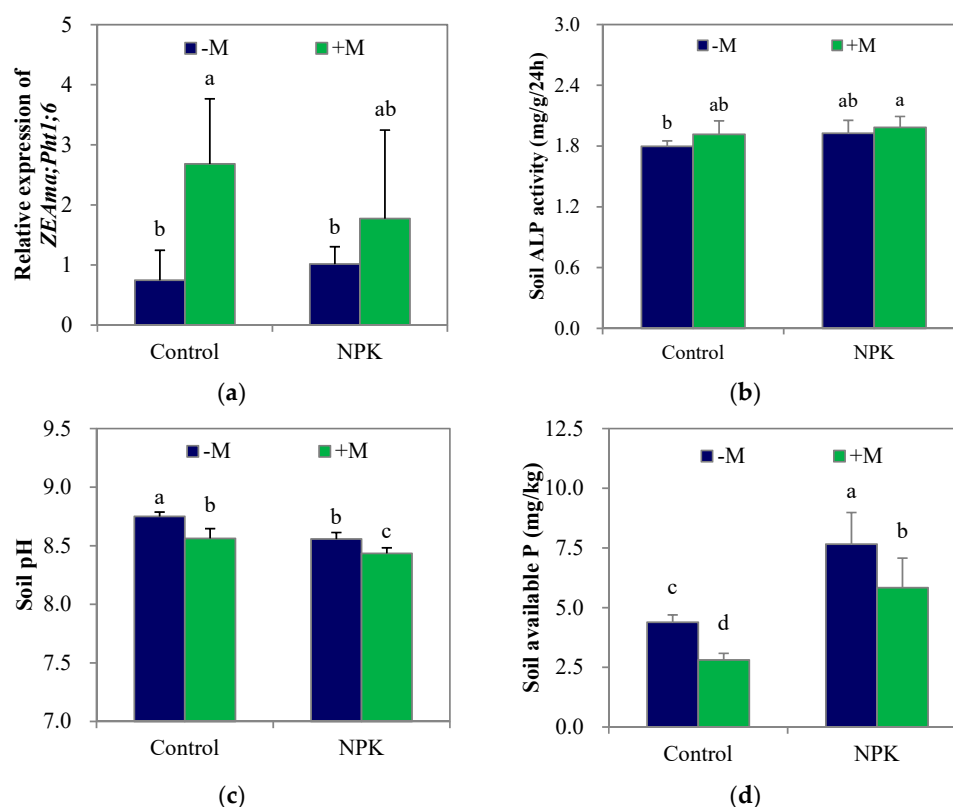 Relative expression of
ZEAma;Pht1;6
5
4
3
2
1
0
-M
+M
b
a
b
ab
Control
NPK
(a)
Soil ALP activity (mg/g/24h)
3.0
2.4
1.8
1.2
0.6
0.0
-M
+M
b
ab
ab
a
Control
NPK
(b)
Soil pH
9.5
9.0
8.5
8.0
7.5
7.0
-M
+M
a
b
b
c
Control
NPK
(c)
Soil available P (mg/kg)
12.5
10.0
7.5
5.0
2.5
0.0
-M
+M
c
d
a
b
Control
NPK
(d)